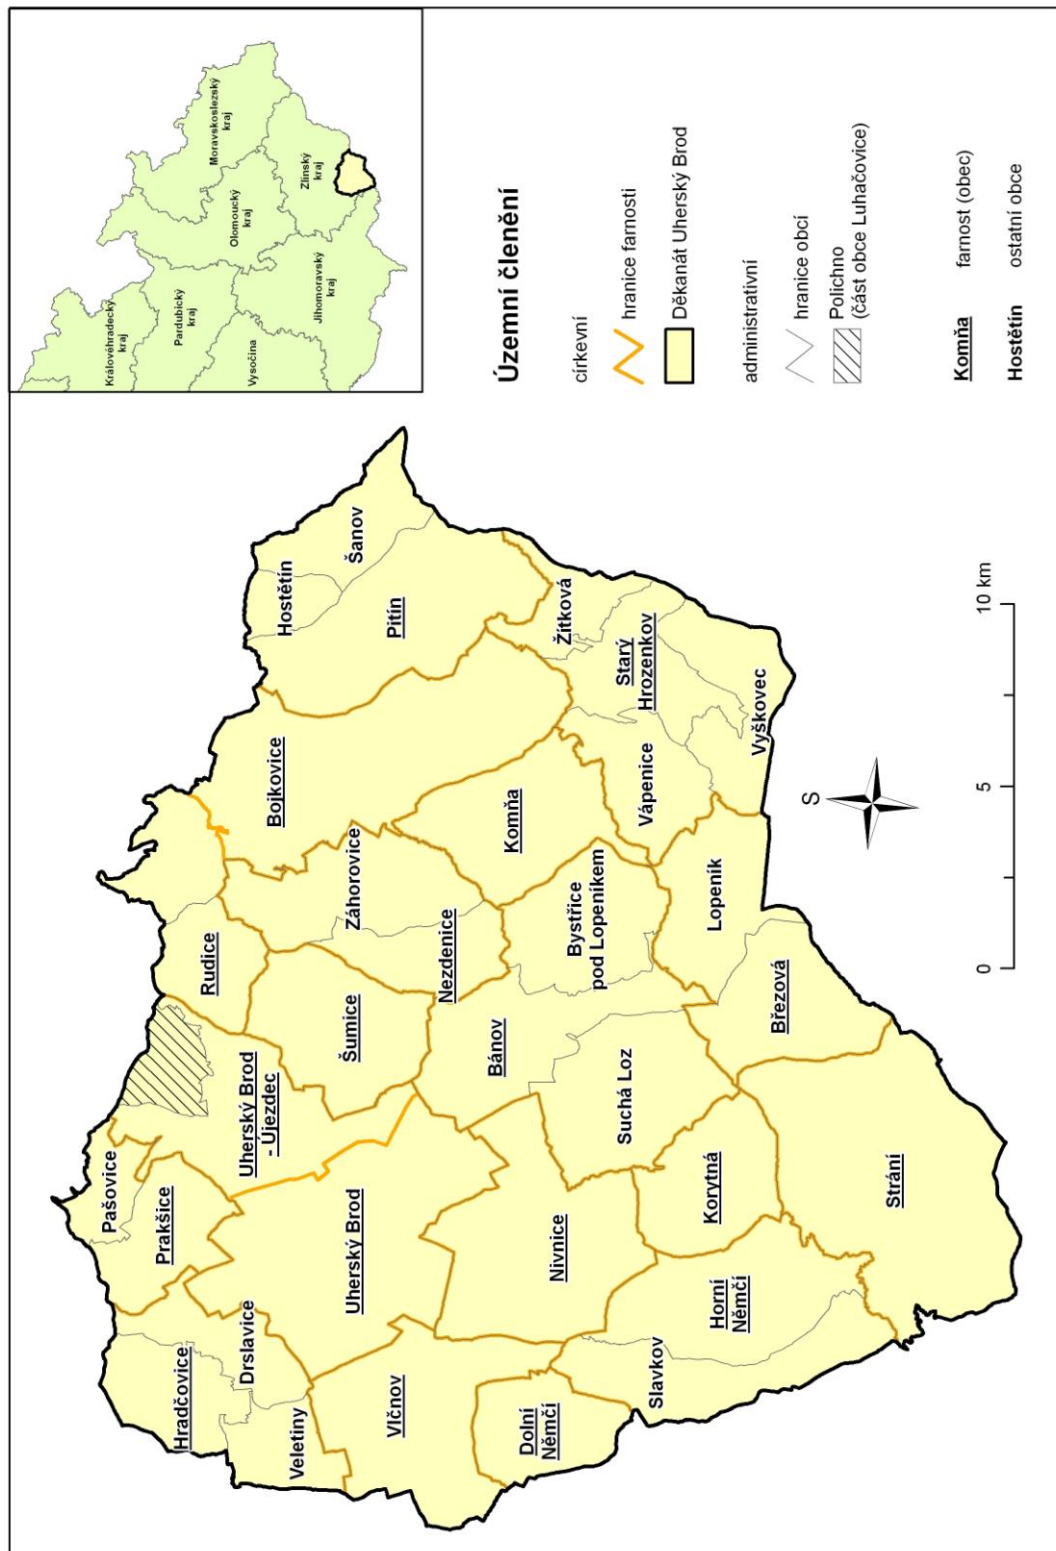 Hradčovice
Drslavice
Veletiny
Vlčnov
Dolní
Němčí
Slavkov
Horní
Němčí
Prakšice
Pašovice
Uherský Brod
Uherský Brod
- Újezdec
Nivnice
Korytná
Strání
Suchá Loz
Bánov
Šumice
Rudice
Nezdenice
Záhorovice
Bystřice
pod Lopeníkem
Březová
Lopeník
Komňa
Bojkovice
Vápenice
Starý
Hrozenkov
Vyškovec
Žítková
Pitín
Hostětín
Šanov
S
0
5
10 km
Královéhradecký
kraj
Pardubický
kraj
Vysočina
Olomoucký
kraj
Moravskoslezský
kraj
Jihomoravský
kraj
Zlínský
kraj
Územní členění
církevní
hranice farnosti
Děkanát Uherský Brod
administrativní
hranice obcí
Polichno
(část obce Luhačovice)
Komňa farnost (obec)
Hostětín ostatní obce